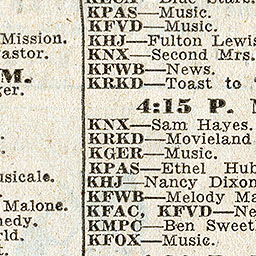 Mission.
astor.
M.
ger.
usicale.
Malone.
nedy.
rld.
t.
KPAS—Music.
KFVD—Music.
KHJ—Fulton Lewis
KNX—Second Mrs.
KFWB—News.
KRKD—Toast to
4:15 P.
KNX—Sam Hayes.
KRKD—Movieland
KGER—Music.
KPAS—Ethel Hub
KHJ—Nancy Dixon
KFWB—Melody Ma
KFAC, KFVD—Ne
KMPC—Ben Sweet
KFOX—Music.